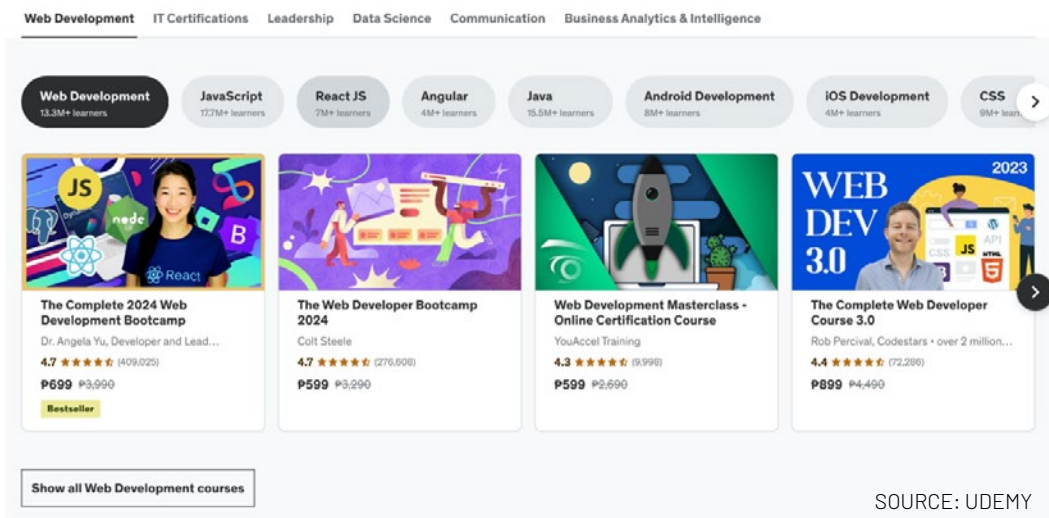 Web Development IT Certifications Leadership Data Science Communication Business Analytics & Intelligence
Web Development JavaScript React JS Angular Java Android Development iOS Development CSS
13.3M+ learners 17.7M+ learners 7M+ learners 4M+ learners 15.5M+ learners 8M+ learners 4M+ learners 9M+
JS
node
React
B
2023
WEB
DEV
3.0
API
CSS JS HTML
The Complete 2024 Web
Development Bootcamp
Dr. Angela Yu, Developer and Lead...
4.7 (409,025)
₱699 ₱3,990
Bestseller
The Web Developer Bootcamp
2024
Colt Steele
4.7 (276,608)
₱599 ₱3,290
Web Development Masterclass -
Online Certification Course
YouAccel Training
4.3 (9,998)
₱599 ₱2,690
The Complete Web Developer
Course 3.0
Rob Percival, Codestars • over 2 million...
4.4 (72,286)
₱899 ₱4,490
Show all Web Development courses
SOURCE: UDEMY